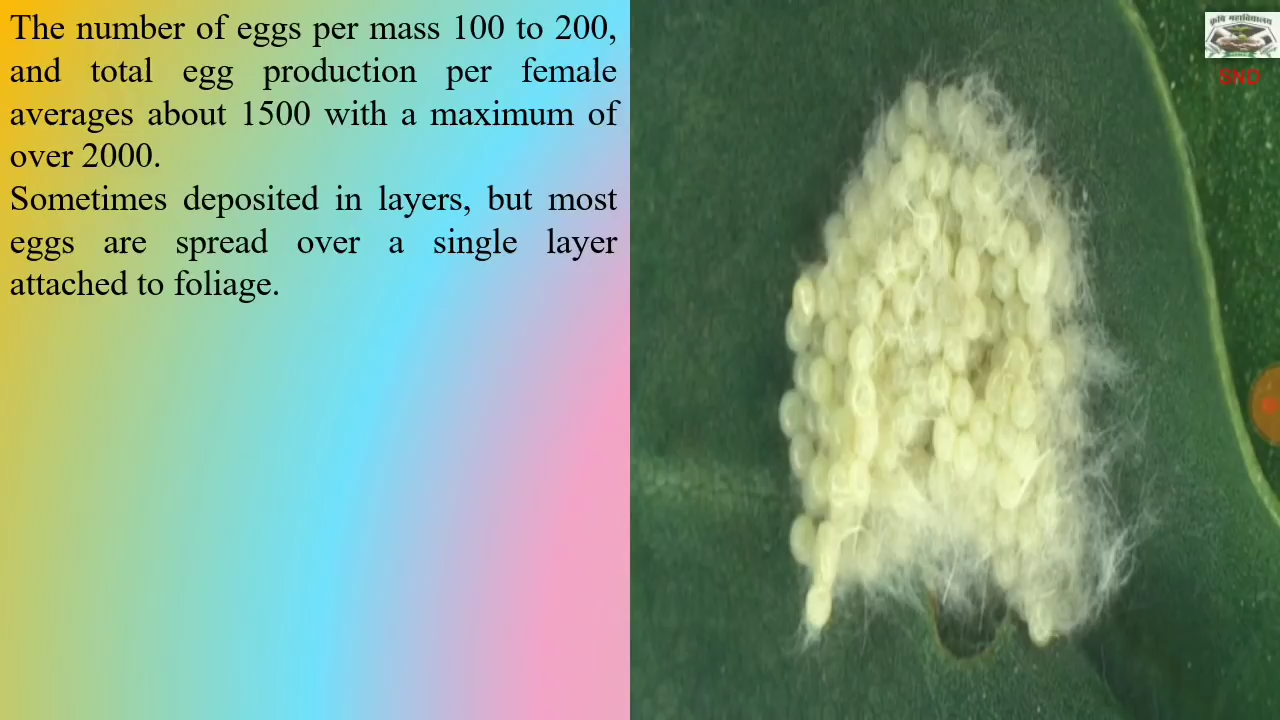 The number of eggs per mass 100 to 200,
and total egg production per female
averages about 1500 with a maximum of
over 2000.
Sometimes deposited in layers, but most
eggs are spread over a single layer
attached to foliage.
कृषि महाविद्यालय
SND